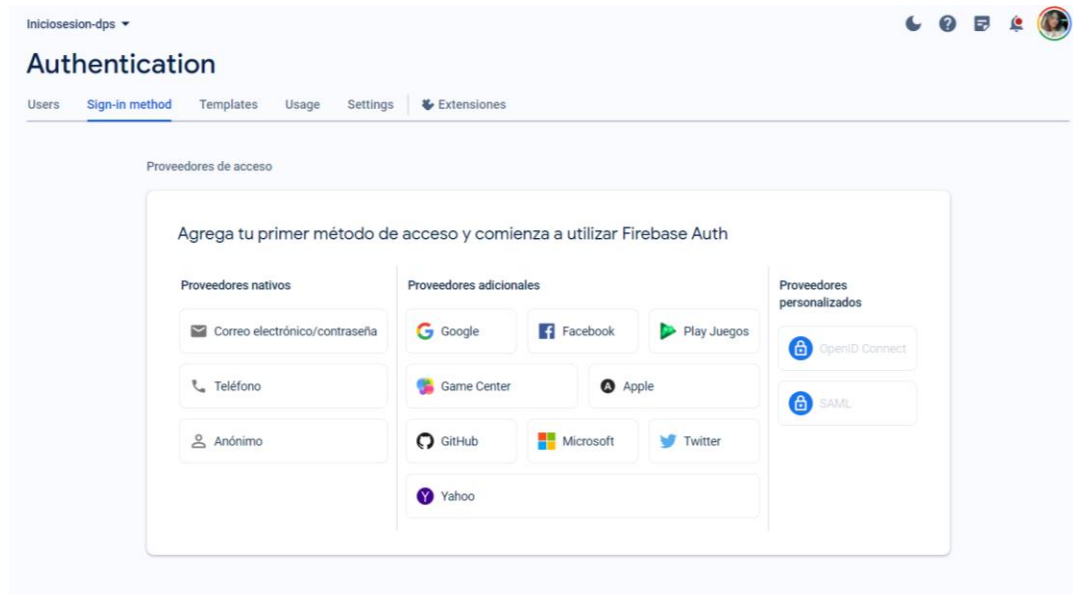 Iniciosesion-dps
Authentication
Users Sign-in method Templates Usage Settings Extensiones
Proveedores de acceso
Agrega tu primer método de acceso y comienza a utilizar Firebase Auth
Proveedores nativos
Correo electrónico/contraseña
Teléfono
Anónimo
Proveedores adicionales
Google Facebook Play Juegos
Game Center Apple
GitHub Microsoft Twitter
Yahoo
Proveedores
personalizados
OpenID Connect
SAML